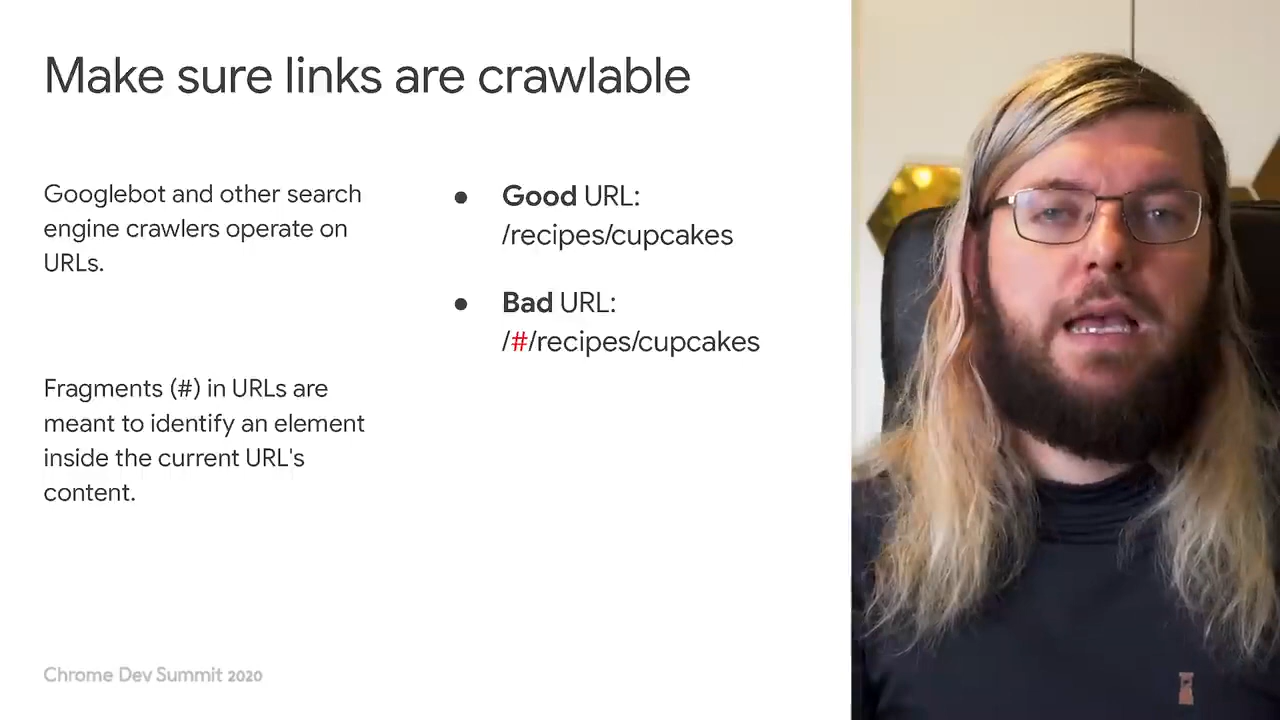 Make sure links are crawlable
Googlebot and other search
engine crawlers operate on
URLs.
Fragments (#) in URLs are
meant to identify an element
inside the current URL's
content.
● Good URL:
/recipes/cupcakes
● Bad URL:
/#/recipes/cupcakes
Chrome Dev Summit 2020